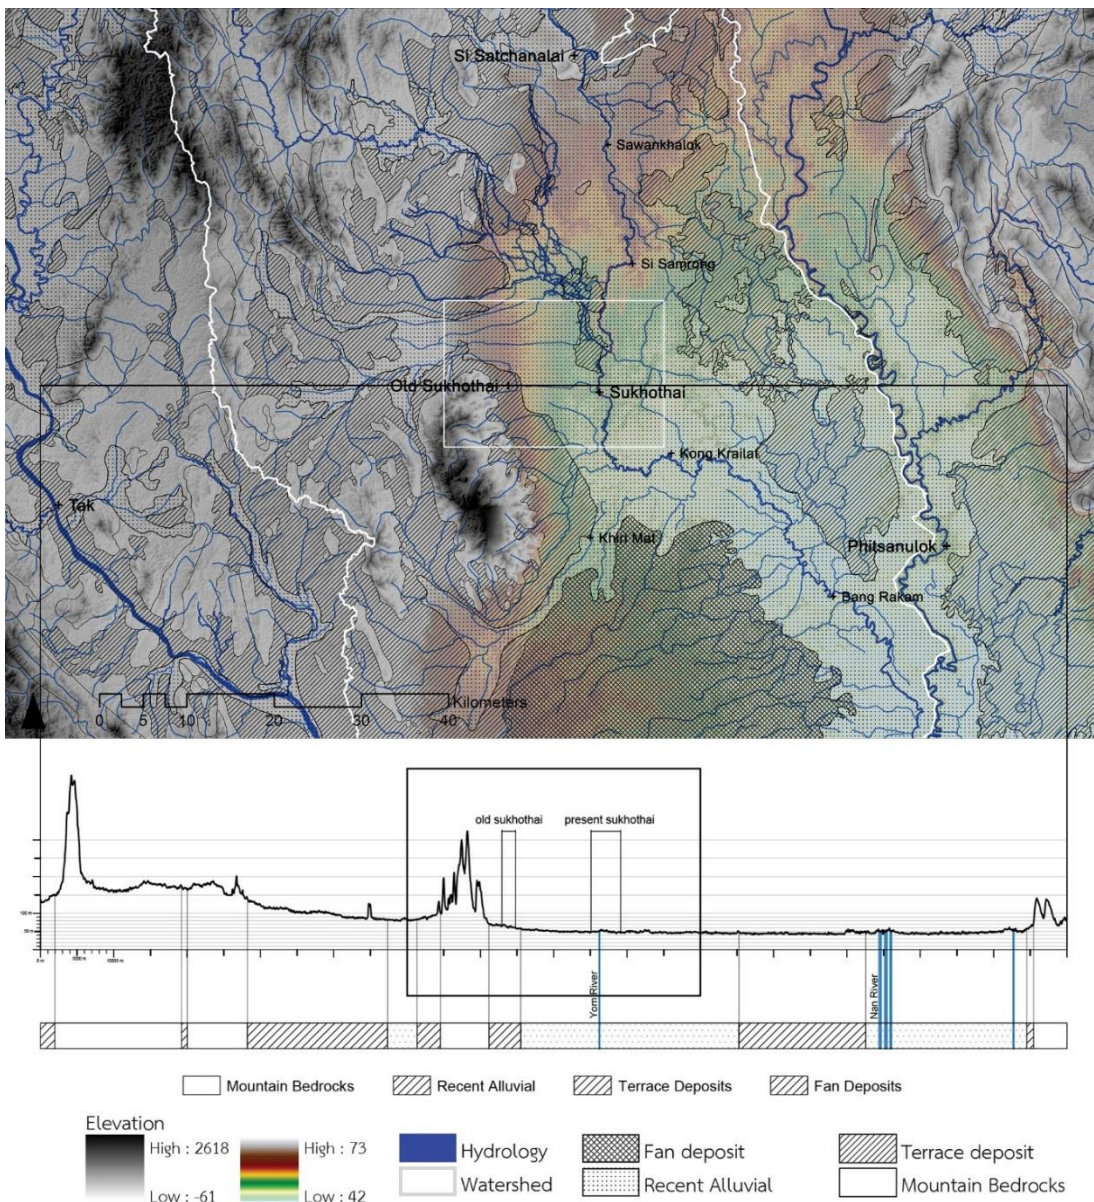 Si Satchanalai
Sawankhalok
Si Samrong
Old Sukhothai
Sukhothai
Kong Krailat
Tak
Khiri Mat
Phitsanulok
Bang Rakam
Kilometers
0 5 10 20 30 40
old sukhothai present sukhothai
100 m
50 m
0 m
10000 m
Yom River
Nan River
Mountain Bedrocks Recent Alluvial Terrace Deposits Fan Deposits
Elevation
High : 2618 High : 73 Hydrology Fan deposit Terrace deposit
Low : -61 Low : 42 Watershed Recent Alluvial Mountain Bedrocks